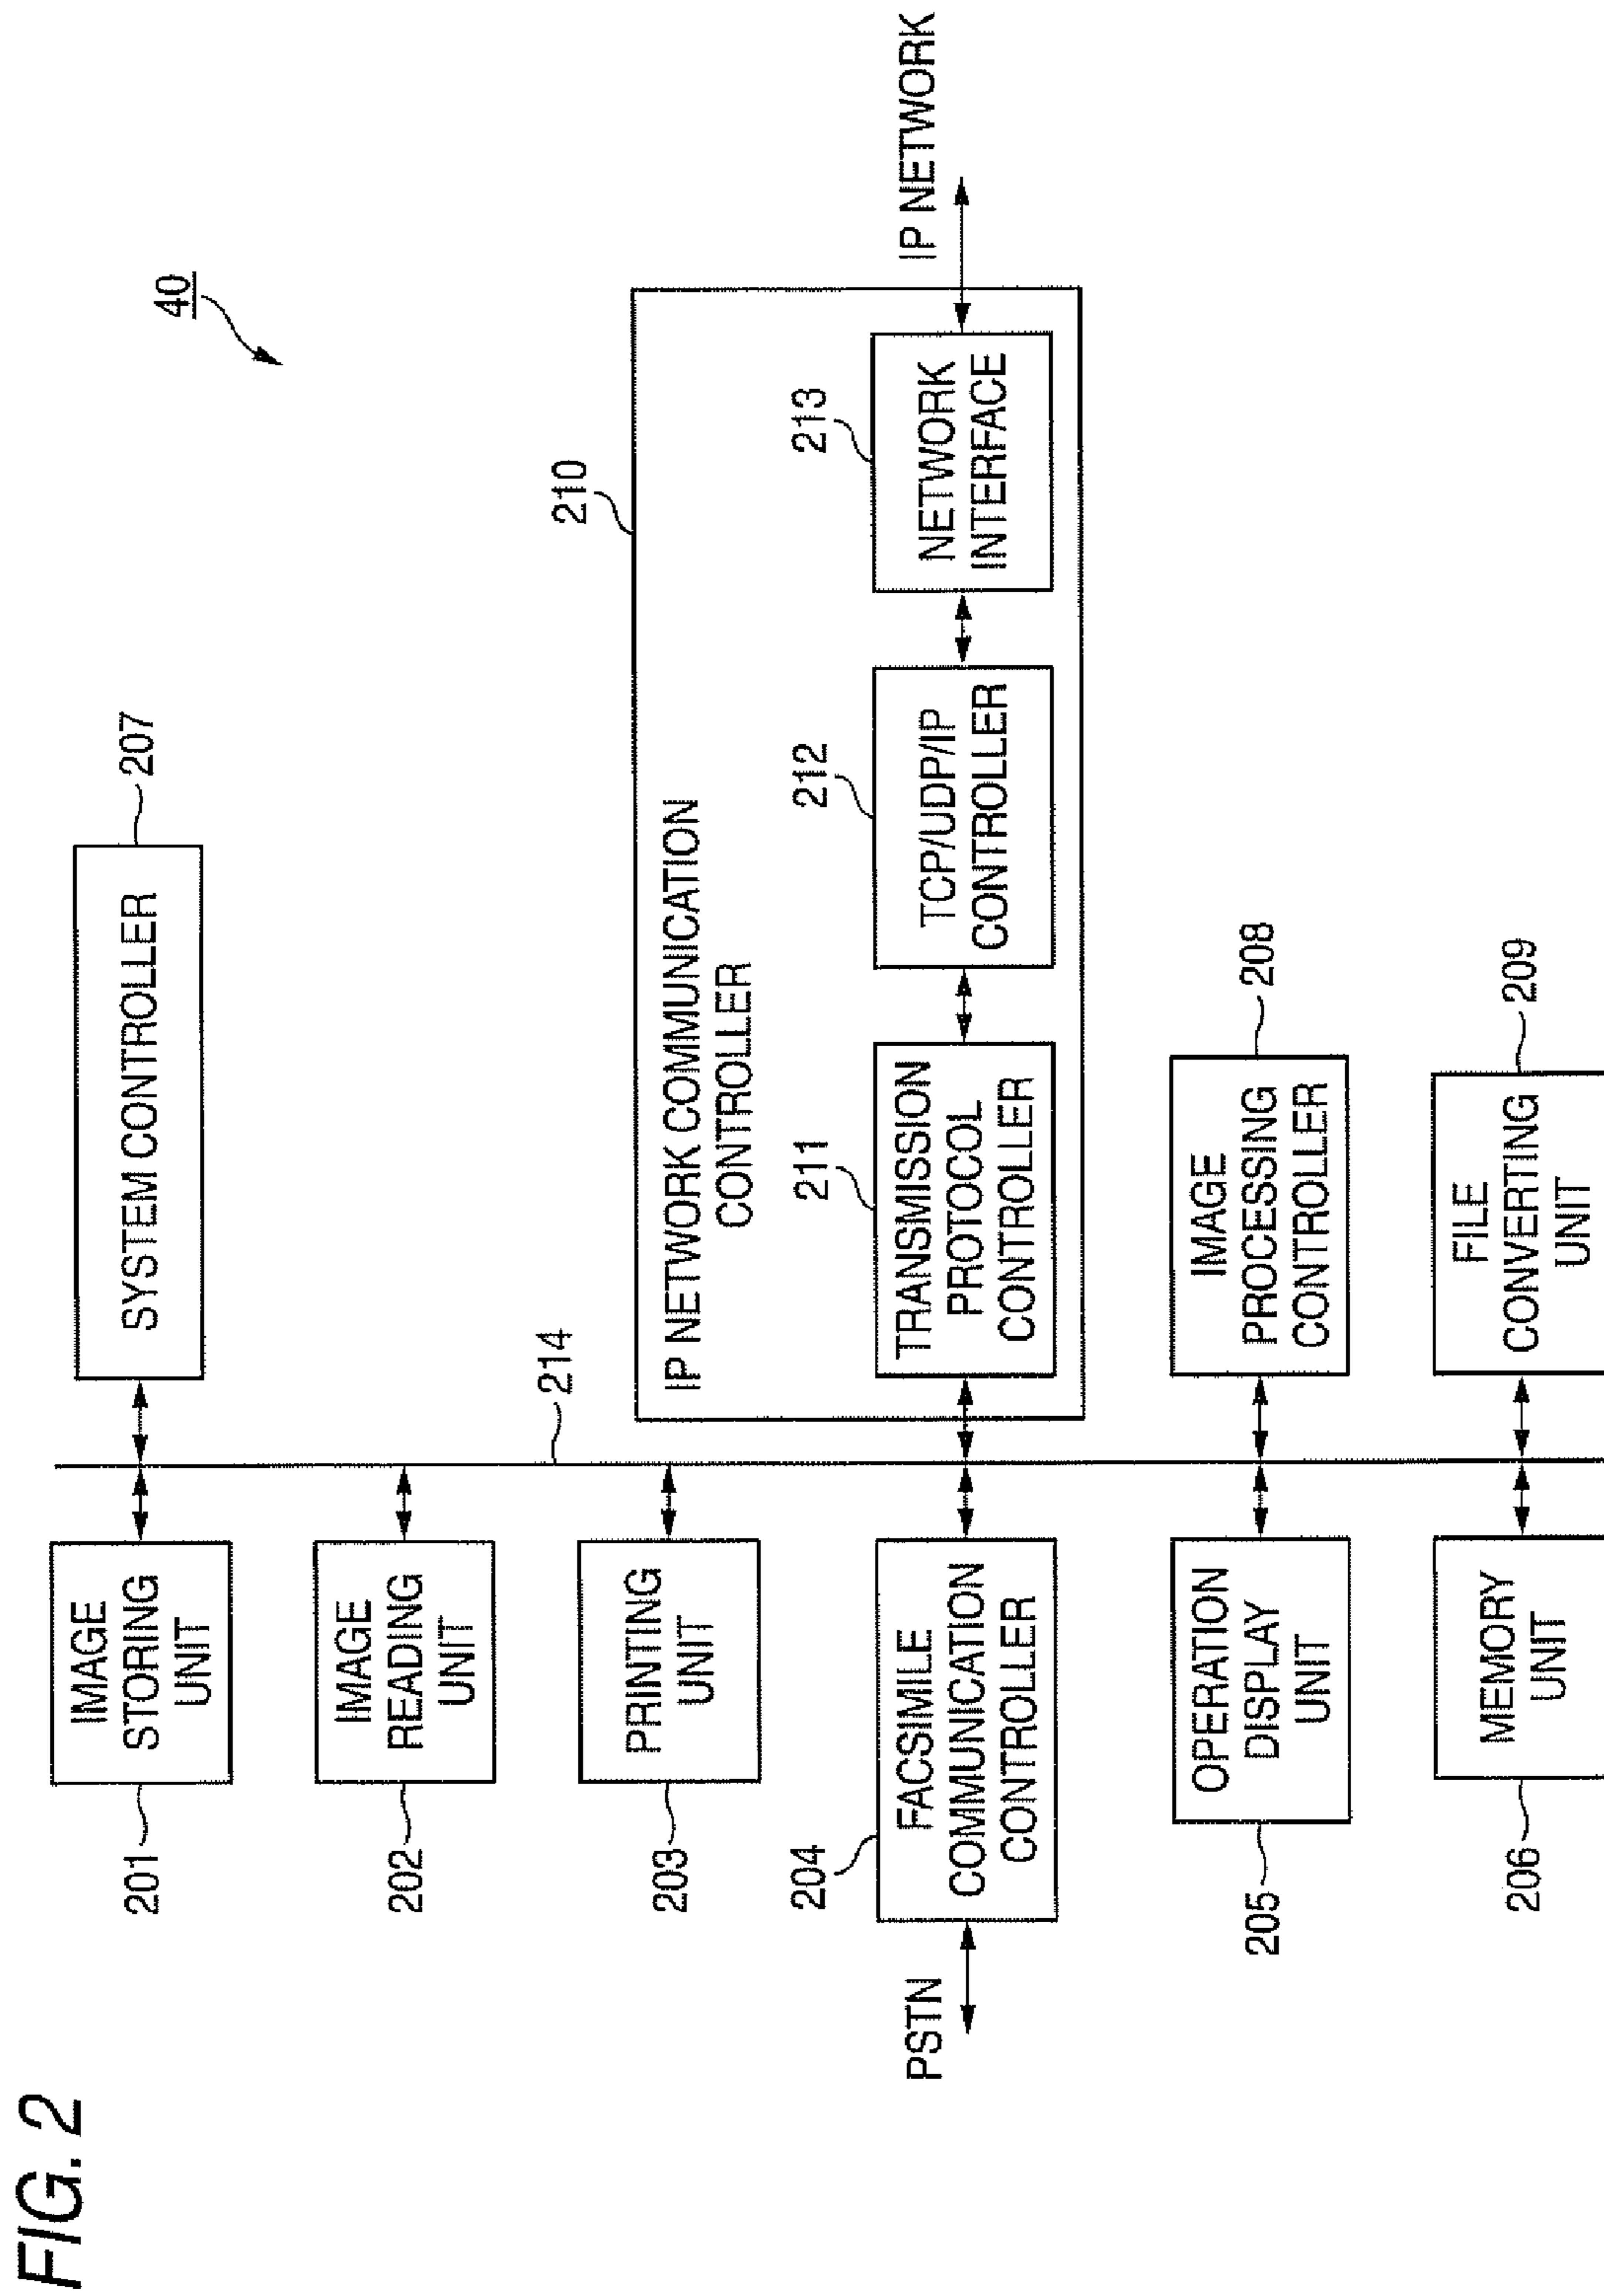 FIG. 2
40
201
IMAGE
STORING
UNIT
202
IMAGE
READING
UNIT
203
PRINTING
UNIT
204
FACSIMILE
COMMUNICATION
CONTROLLER
PSTN
205
OPERATION
DISPLAY
UNIT
206
MEMORY
UNIT
214
SYSTEM CONTROLLER
207
210
IP NETWORK COMMUNICATION
CONTROLLER
211
TRANSMISSION
PROTOCOL
CONTROLLER
212
TCP/UDP/IP
CONTROLLER
213
NETWORK
INTERFACE
IP NETWORK
IMAGE
PROCESSING
CONTROLLER
208
FILE
CONVERTING
UNIT
209